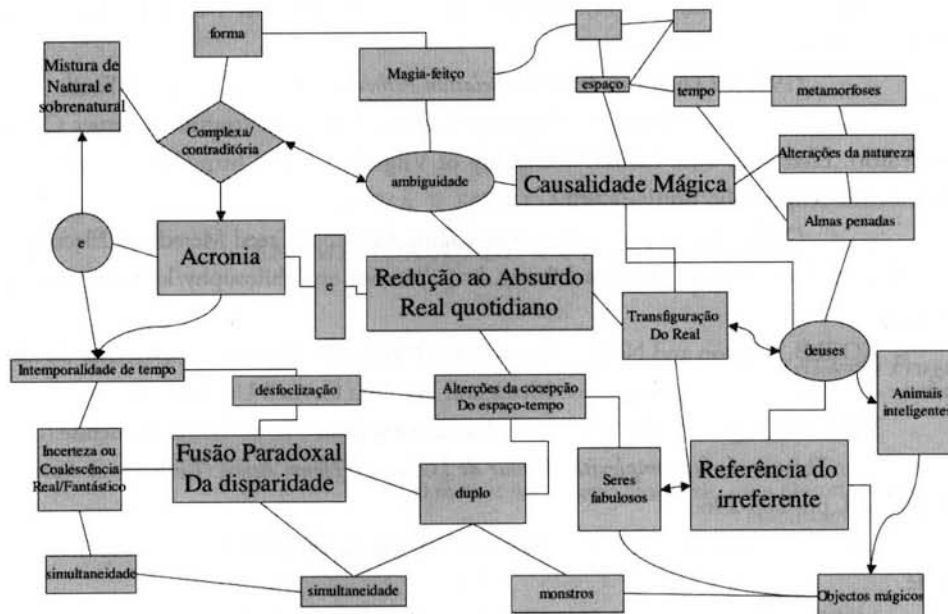 forma
Mistura de
Natural e
sobrenatural
Magia-feitço
espaço
tempo
metamorfoses
Complexa/
contraditória
Alterações da natureza
ambiguidade
Causalidade Mágica
Almas penadas
e
Acronia
e
Redução ao Absurdo
Real quotidiano
Transfiguração
Do Real
deuses
Intemporalidade de tempo
desfoclização
Alterções da cocepção
Do espaço-tempo
Animais
inteligentes
Incerteza ou
Coalescência
Real/Fantástico
Fusão Paradoxal
Da disparidade
duplo
Seres
fabulosos
Referência do
irreferente
simultaneidade
simultaneidade
monstros
Objectos mágicos